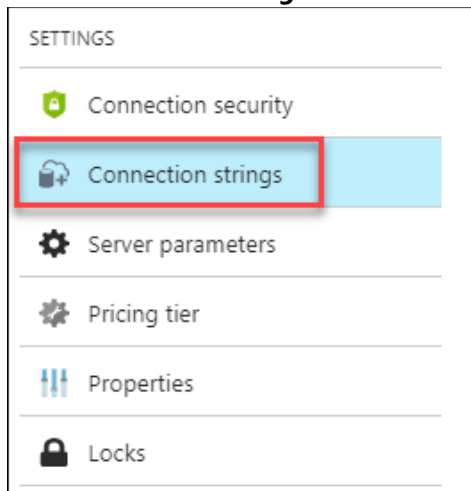 SETTINGS
Connection security
Connection strings
Server parameters
Pricing tier
Properties
Locks